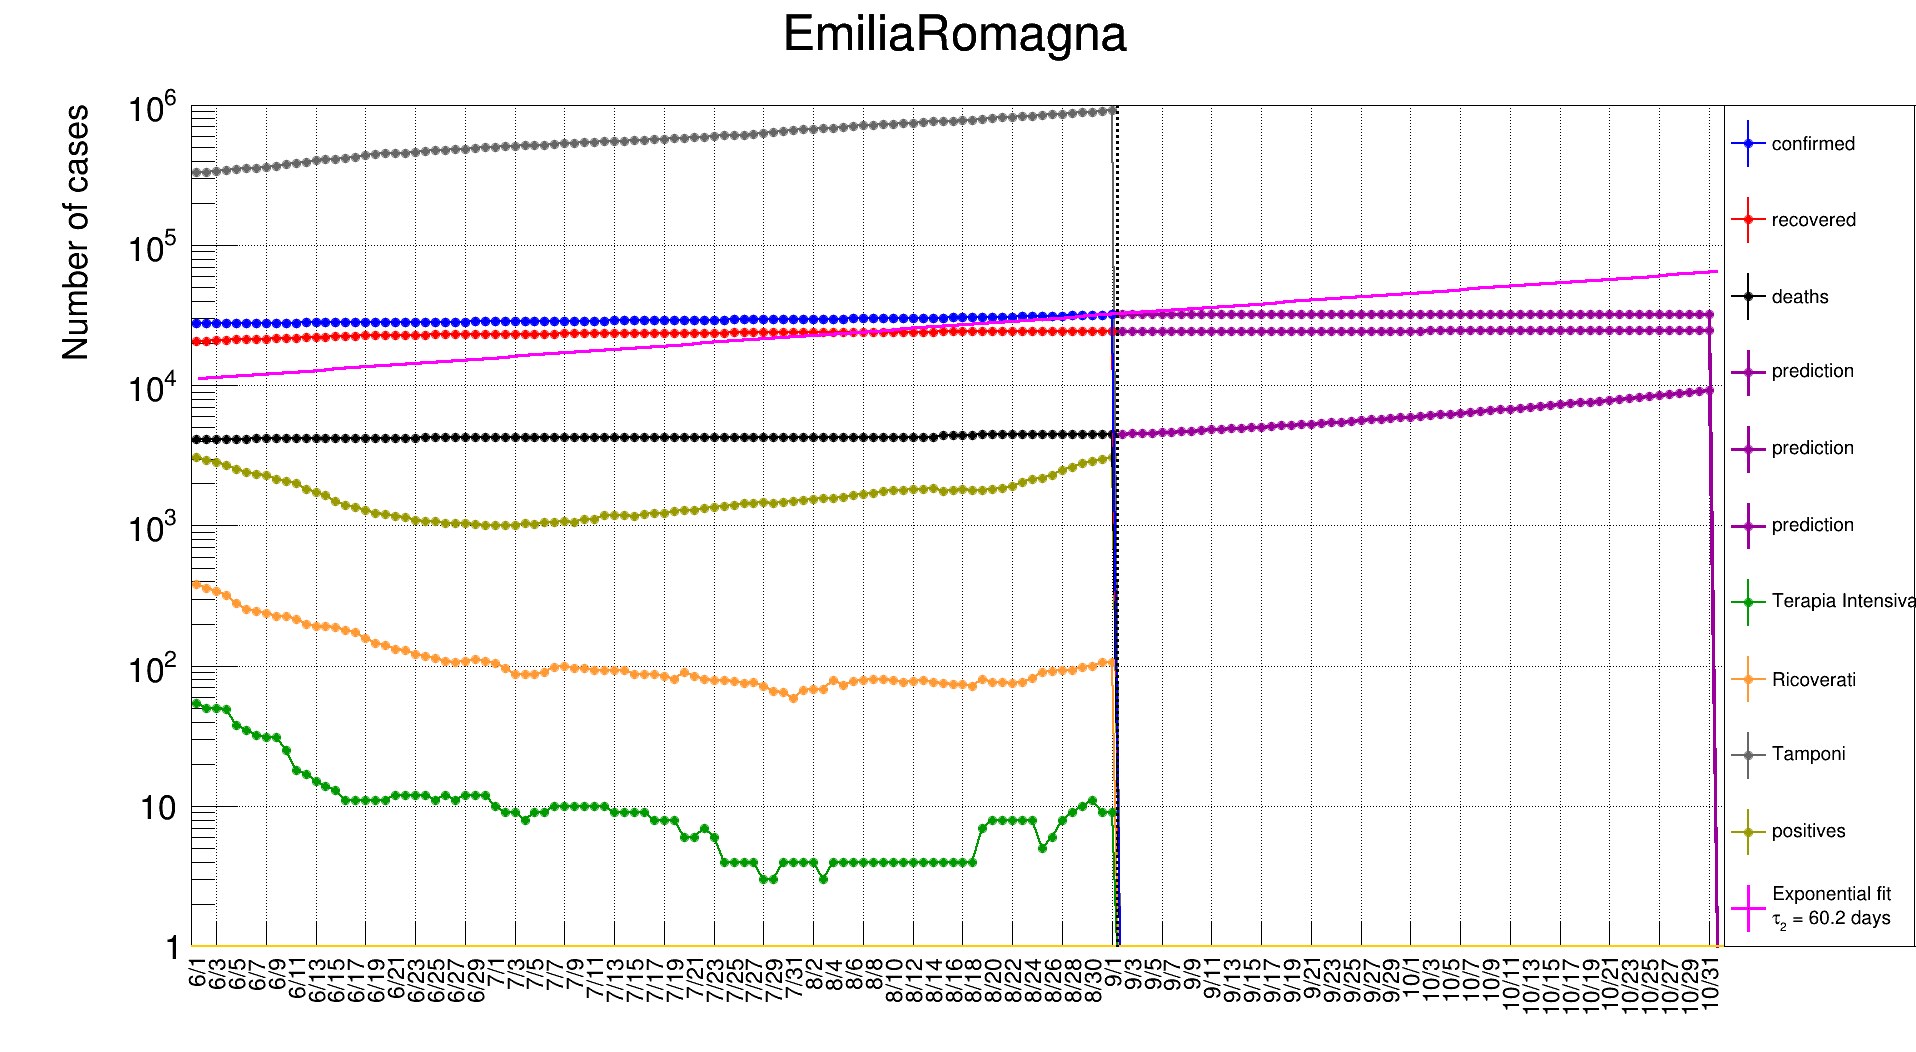 EmiliaRomagna
Number of cases
10^6
10^5
10^4
10^3
10^2
10
1
6/1 6/3 6/5 6/7 6/9 6/11 6/13 6/15 6/17 6/19 6/21 6/23 6/25 6/27 6/29 7/1 7/3 7/5 7/7 7/9 7/11 7/13 7/15 7/17 7/19 7/21 7/23 7/25 7/27 7/29 7/31 8/2 8/4 8/6 8/8 8/10 8/12 8/14 8/16 8/18 8/20 8/22 8/24 8/26 8/28 8/30 9/1 9/3 9/5 9/7 9/9 9/11 9/13 9/15 9/17 9/19 9/21 9/23 9/25 9/27 9/29 10/1 10/3 10/5 10/7 10/9 10/11 10/13 10/15 10/17 10/19 10/21 10/23 10/25 10/27 10/29 10/31
confirmed
recovered
deaths
prediction
prediction
prediction
Terapia Intensiva
Ricoverati
Tamponi
positives
Exponential fit
τ_2 = 60.2 days